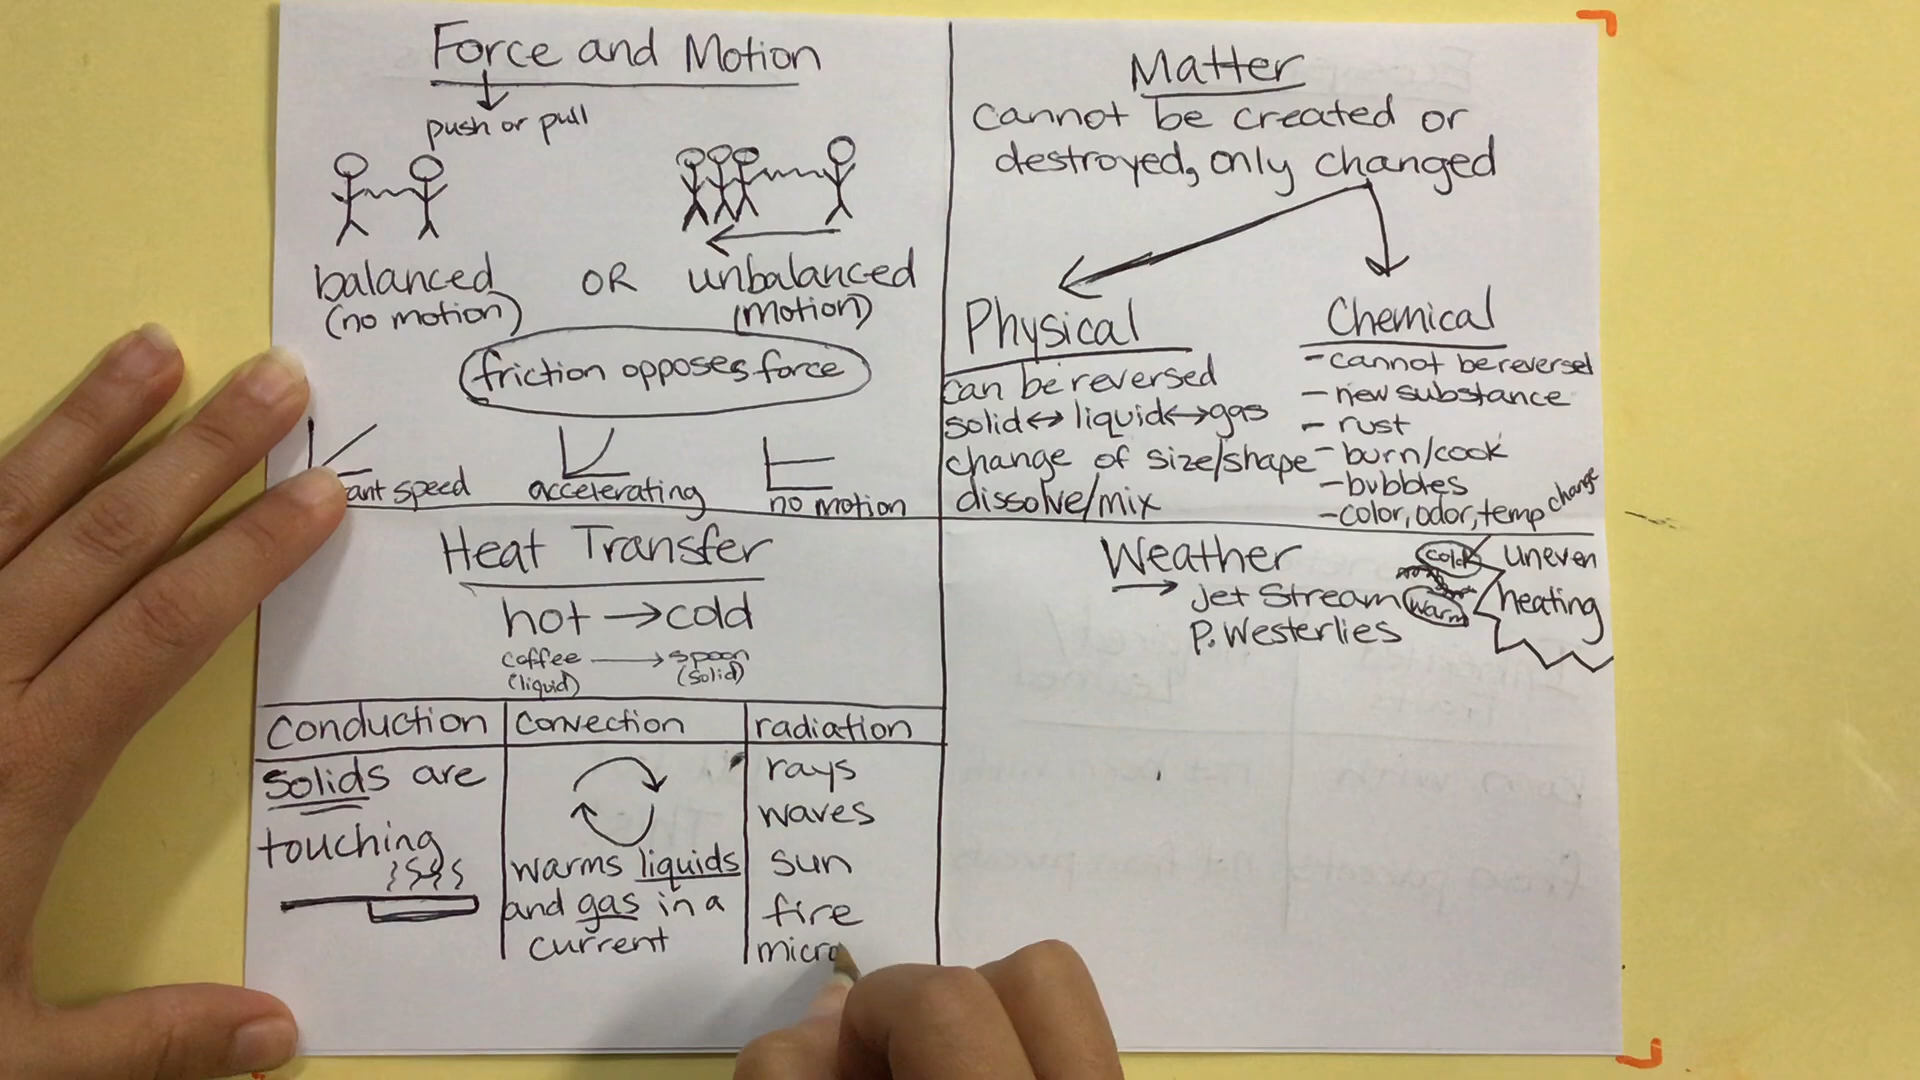 Force and Motion
push or pull
balanced OR unbalanced
(no motion) (motion)
friction opposes force
ant speed accelerating no motion
Matter
cannot be created or
destroyed, only changed
Physical
can be reversed
solid ↔ liquid ↔ gas
change of size/shape
dissolve/mix
Chemical
- cannot be reversed
- new substance
- rust
- burn/cook
- bubbles
- color, odor, temp change
Heat Transfer
hot → cold
coffee → spoon
(liquid) (solid)
conduction convection radiation
solids are
touching
warms liquids
and gas in a
current
rays
waves
sun
fire
micro
Weather
→ Jet Stream
P. Westerlies
cold
warm
uneven
heating